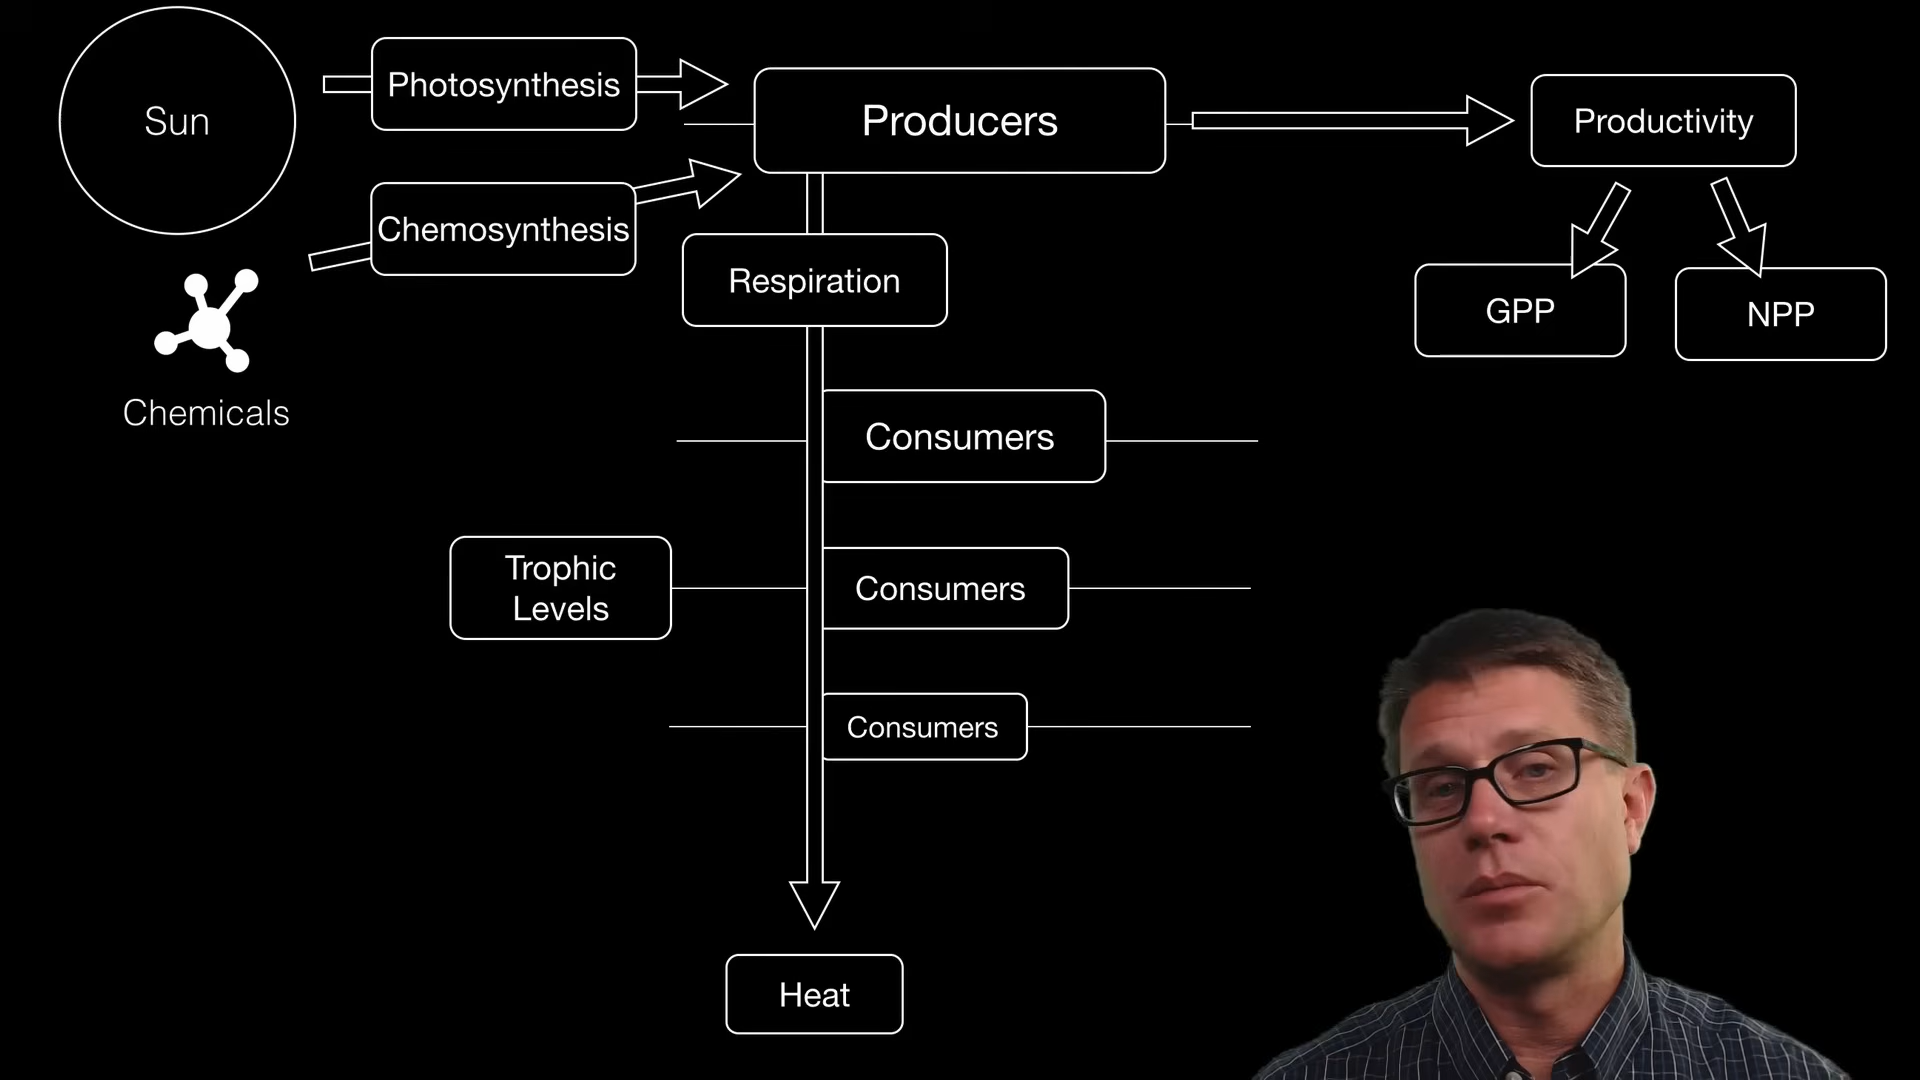 Sun
Photosynthesis
Producers
Productivity
Chemosynthesis
Respiration
GPP
NPP
Chemicals
Consumers
Trophic
Levels
Consumers
Consumers
Heat